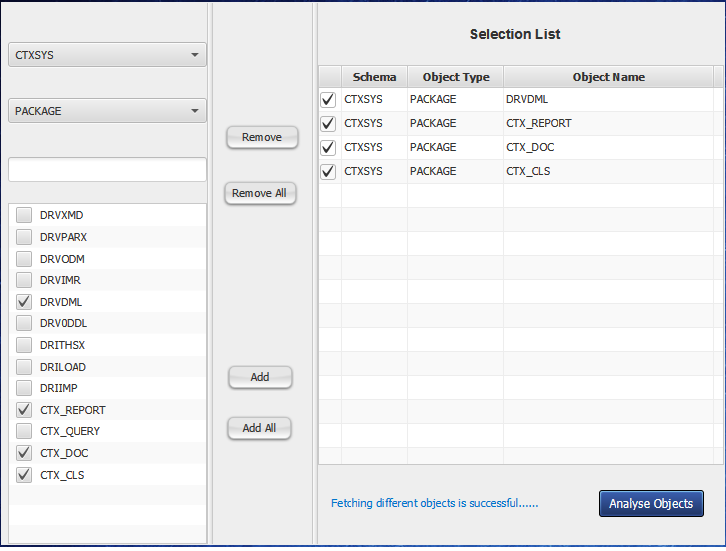 CTXSYS
PACKAGE
DRVXMD
DRVPARX
DRVODM
DRVIMR
DRVDML
DRV0DDL
DRITHSX
DRILOAD
DRIIMP
CTX_REPORT
CTX_QUERY
CTX_DOC
CTX_CLS
Remove
Remove All
Add
Add All
Selection List
Schema Object Type Object Name
CTXSYS PACKAGE DRVDML
CTXSYS PACKAGE CTX_REPORT
CTXSYS PACKAGE CTX_DOC
CTXSYS PACKAGE CTX_CLS
Fetching different objects is successful......
Analyse Objects